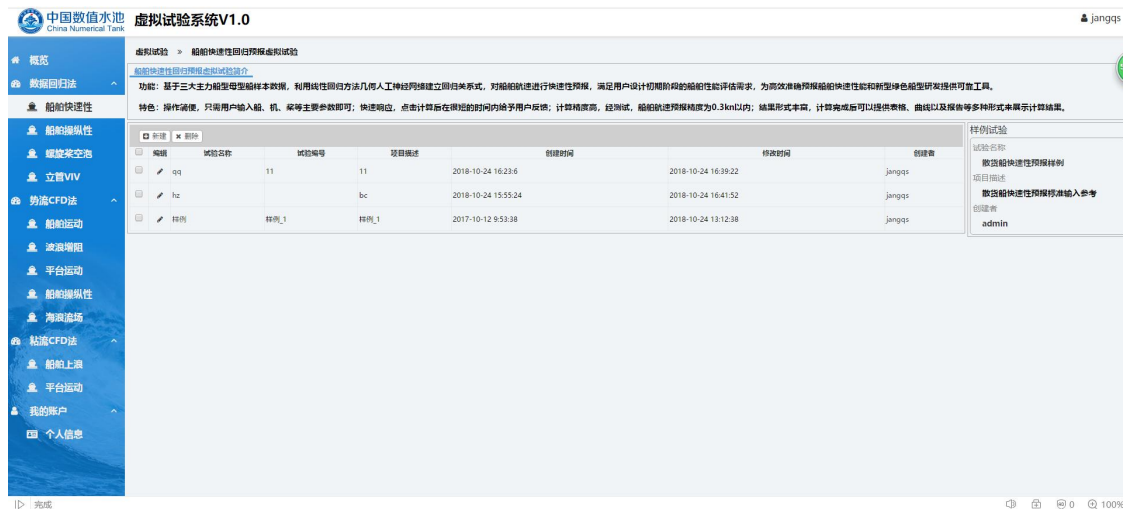 中国数值水池 虚拟试验系统V1.0
China Numerical Tank
jangqs
概览
数据回归法
船舶快速性
船舶操纵性
螺旋桨空泡
立管VIV
势流CFD法
船舶运动
波浪增阻
平台运动
船舶操纵性
海浪流场
粘流CFD法
船舶上浪
平台运动
我的账户
个人信息
虚拟试验 » 船舶快速性回归预报虚拟试验
船舶快速性回归预报虚拟试验简介
功能：基于三大主力船型母型船样本数据，利用线性回归方法几何人工神经网络建立回归关系式，对船舶航速进行快速性预报，满足用户设计初期阶段的船舶性能评估需求，为高效准确预报船舶快速性能和新型绿色船型研发提供可靠工具。
特色：操作简便，只需用户输入船、机、桨等主要参数即可；快速响应，点击计算后在很短的时间内给予用户反馈；计算精度高，经测试，船舶航速预报精度为0.3kn以内；结果形式丰富，计算完成后可以提供表格、曲线以及报告等多种形式来展示计算结果。
新建 删除
编辑 试验名称 试验编号 项目描述 创建时间 修改时间 创建者
qq 11 11 2018-10-24 16:23:6 2018-10-24 16:39:22 jangqs
hz bc 2018-10-24 15:55:24 2018-10-24 16:41:52 jangqs
样例 样例_1 样例_1 2017-10-12 9:53:38 2018-10-24 13:12:38 jangqs
样例试验
试验名称
散货船快速性预报样例
项目描述
散货船快速性预报标准输入参考
创建者
admin
完成
0 100%